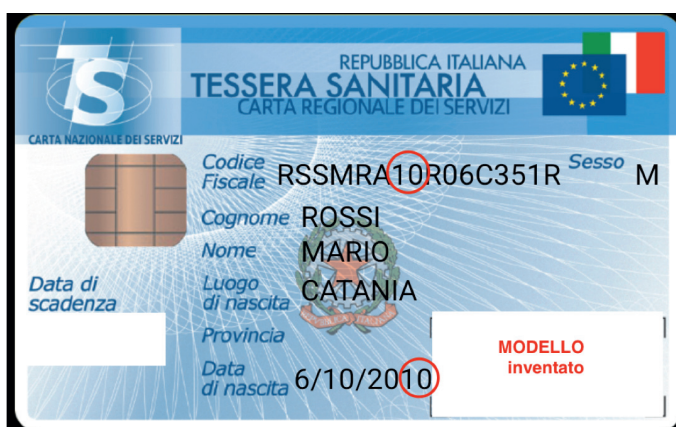 REPUBBLICA ITALIANA
TESSERA SANITARIA
CARTA REGIONALE DEI SERVIZI
TS
CARTA NAZIONALE DEI SERVIZI
Codice Fiscale RSSMRA10R06C351R Sesso M
Cognome ROSSI
Nome MARIO
Luogo di nascita CATANIA
Data di scadenza
Provincia
Data di nascita 6/10/2010
MODELLO
inventato